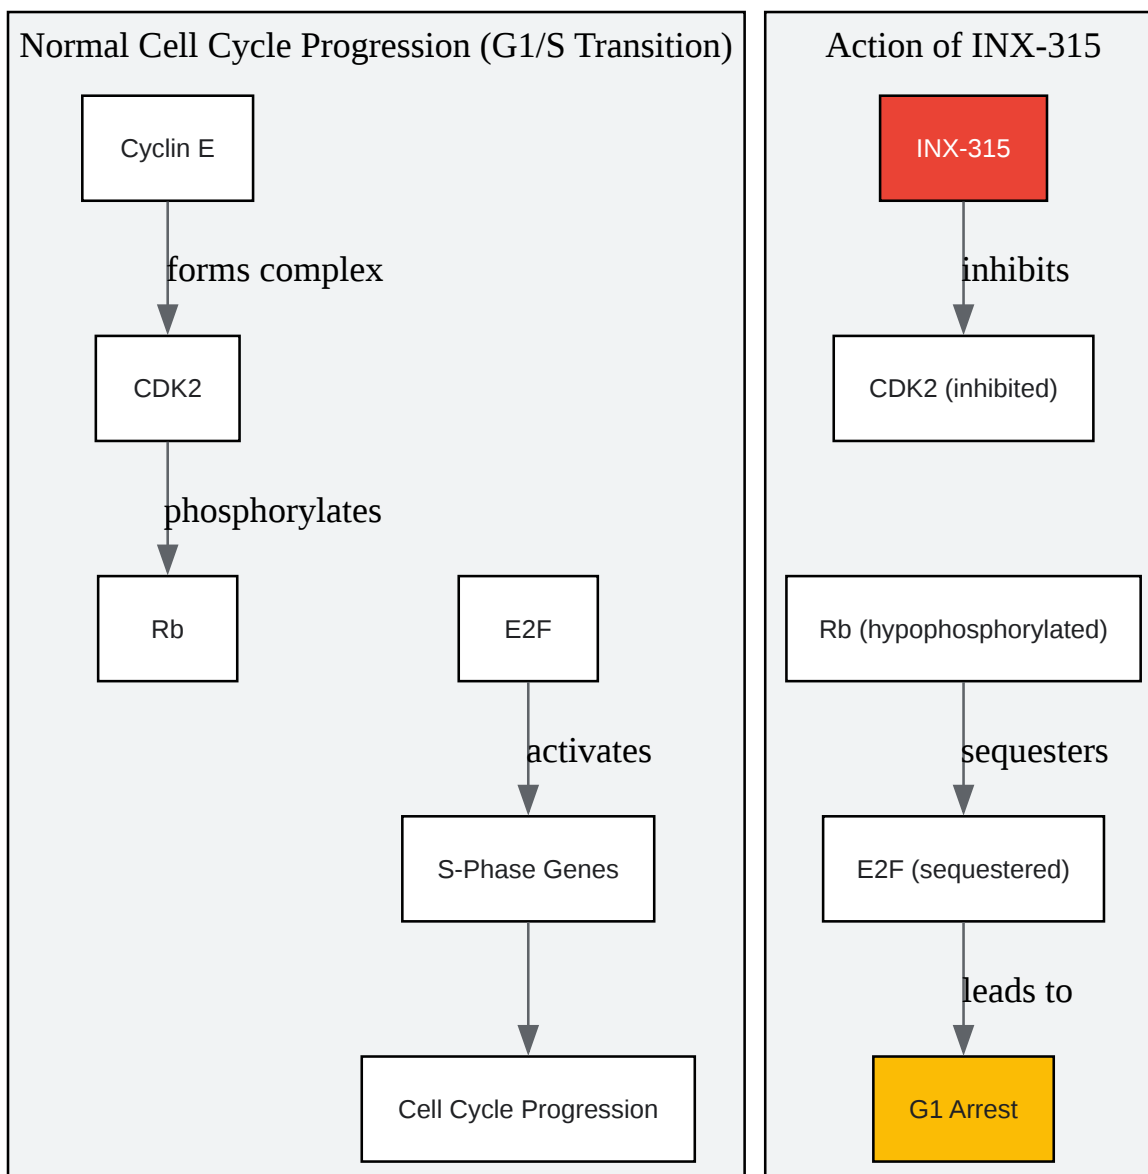 Normal Cell Cycle Progression (G1/S Transition)
Cyclin E
forms complex
CDK2
phosphorylates
Rb
E2F
activates
S-Phase Genes
Cell Cycle Progression
Action of INX-315
INX-315
inhibits
CDK2 (inhibited)
Rb (hypophosphorylated)
sequesters
E2F (sequestered)
leads to
G1 Arrest